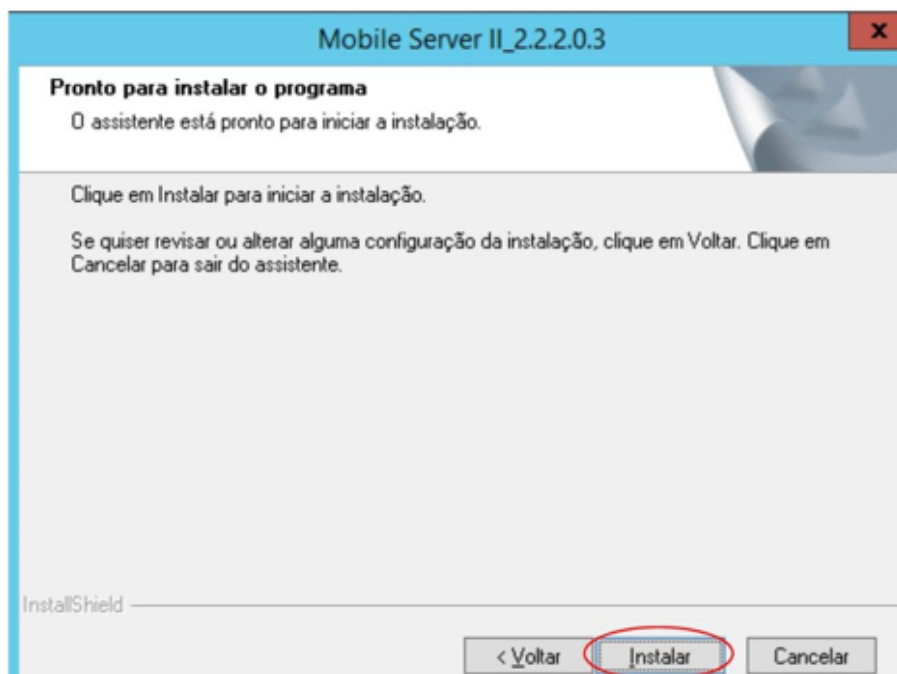 Mobile Server II_2.2.2.0.3
x
Pronto para instalar o programa
O assistente está pronto para iniciar a instalação.
Clique em Instalar para iniciar a instalação.
Se quiser revisar ou alterar alguma configuração da instalação, clique em Voltar. Clique em
Cancelar para sair do assistente.
InstallShield
< Voltar Instalar Cancelar